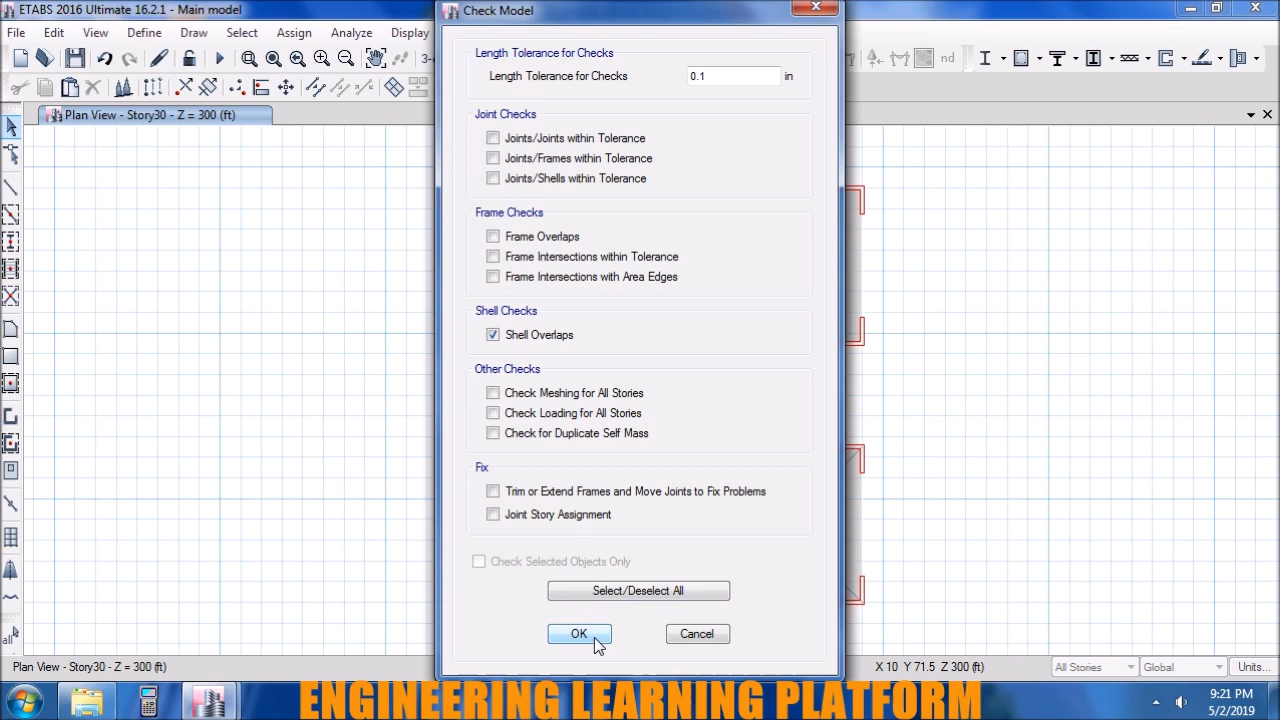 ETABS 2016 Ultimate 16.2.1 - Main model
File Edit View Define Draw Select Assign Analyze Display
nd
Plan View - Story30 - Z = 300 (ft)
all
Check Model
Length Tolerance for Checks
Length Tolerance for Checks 0.1 in
Joint Checks
Joints/Joints within Tolerance
Joints/Frames within Tolerance
Joints/Shells within Tolerance
Frame Checks
Frame Overlaps
Frame Intersections within Tolerance
Frame Intersections with Area Edges
Shell Checks
Shell Overlaps
Other Checks
Check Meshing for All Stories
Check Loading for All Stories
Check for Duplicate Self Mass
Fix
Trim or Extend Frames and Move Joints to Fix Problems
Joint Story Assignment
Check Selected Objects Only
Select/Deselect All
OK Cancel
Plan View - Story30 - Z = 300 (ft) X 10 Y 71.5 Z 300 (ft) All Stories Global Units...
ENGINEERING LEARNING PLATFORM
9:21 PM
5/2/2019